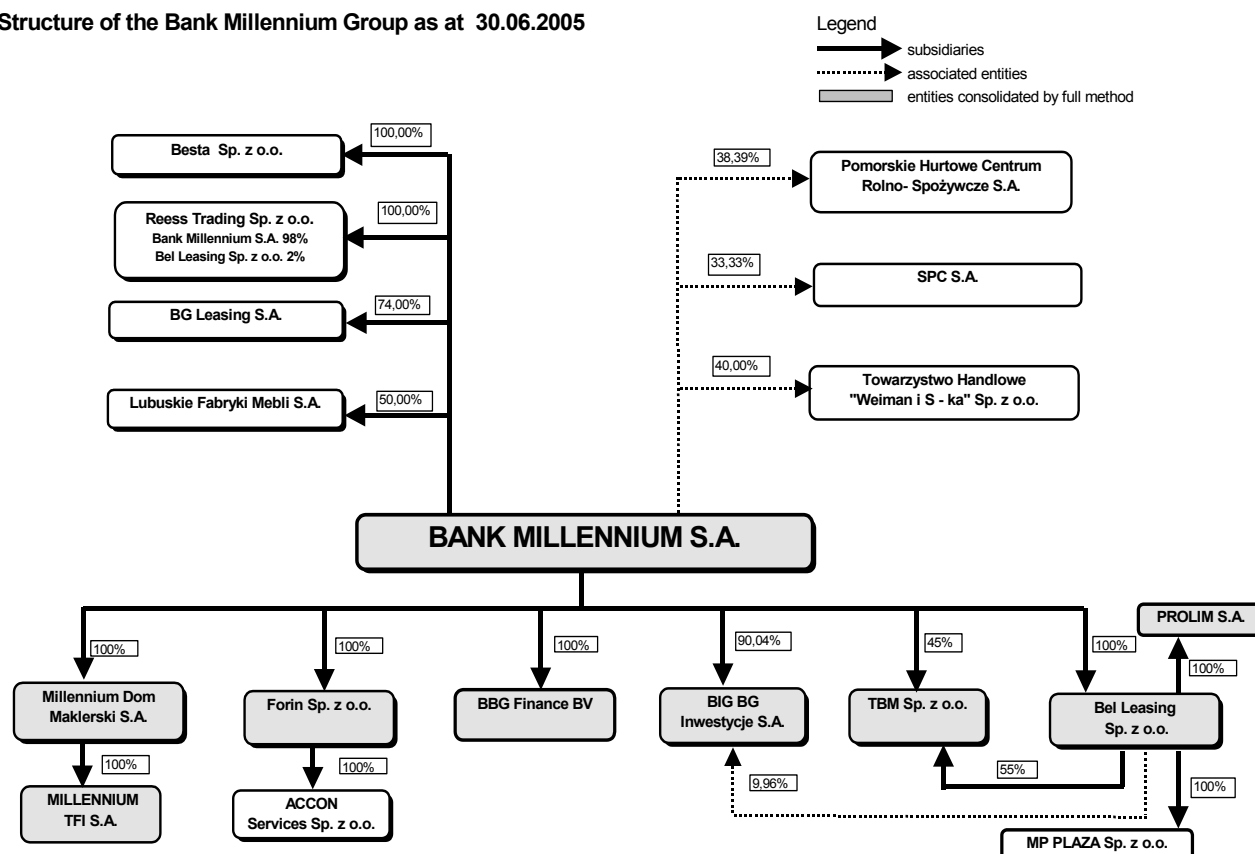 Structure of the Bank Millennium Group as at 30.06.2005
Legend
subsidiaries
associated entities
entities consolidated by full method
100,00%
Besta Sp. z o.o.
38,39%
Pomorskie Hurtowe Centrum
Rolno- Spożywcze S.A.
100,00%
Reess Trading Sp. z o.o.
Bank Millennium S.A. 98%
Bel Leasing Sp. z o.o. 2%
33,33%
SPC S.A.
74,00%
BG Leasing S.A.
40,00%
Towarzystwo Handlowe
"Weiman i S - ka" Sp. z o.o.
Lubuskie Fabryki Mebli S.A.
50,00%
BANK MILLENNIUM S.A.
PROLIM S.A.
100%
100%
100%
90,04%
45%
100%
100%
Millennium Dom
Maklerski S.A.
Forin Sp. z o.o.
BBG Finance BV
BIG BG
Inwestycje S.A.
TBM Sp. z o.o.
Bel Leasing
Sp. z o.o.
100%
100%
9,96%
55%
100%
MILLENNIUM
TFI S.A.
ACCON
Services Sp. z o.o.
MP PLAZA Sp. z o.o.